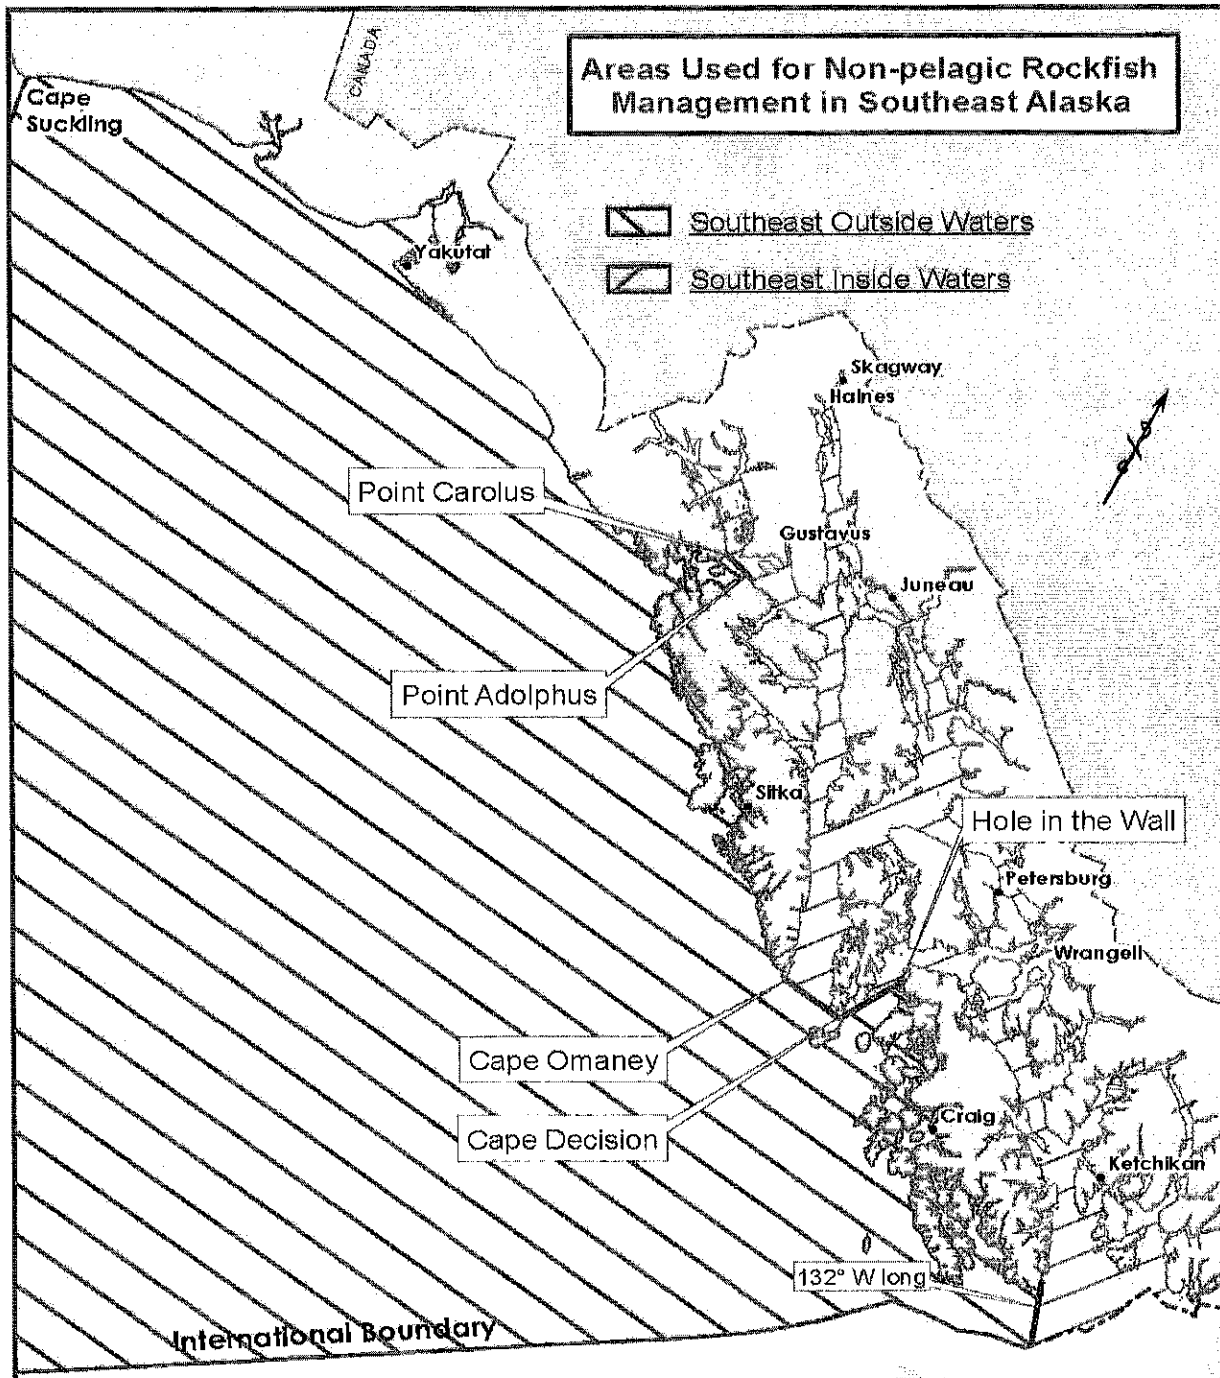 Areas Used for Non-pelagic Rockfish
Management in Southeast Alaska
CANADA
Cape
Suckling
Southeast Outside Waters
Yakutat
Southeast Inside Waters
Skagway
Haines
Point Carolus
Gustavus
Juneau
Point Adolphus
Sitka
Hole in the Wall
Petersburg
Wrangell
Cape Omaney
Cape Decision
Craig
Ketchikan
132° W long
International Boundary